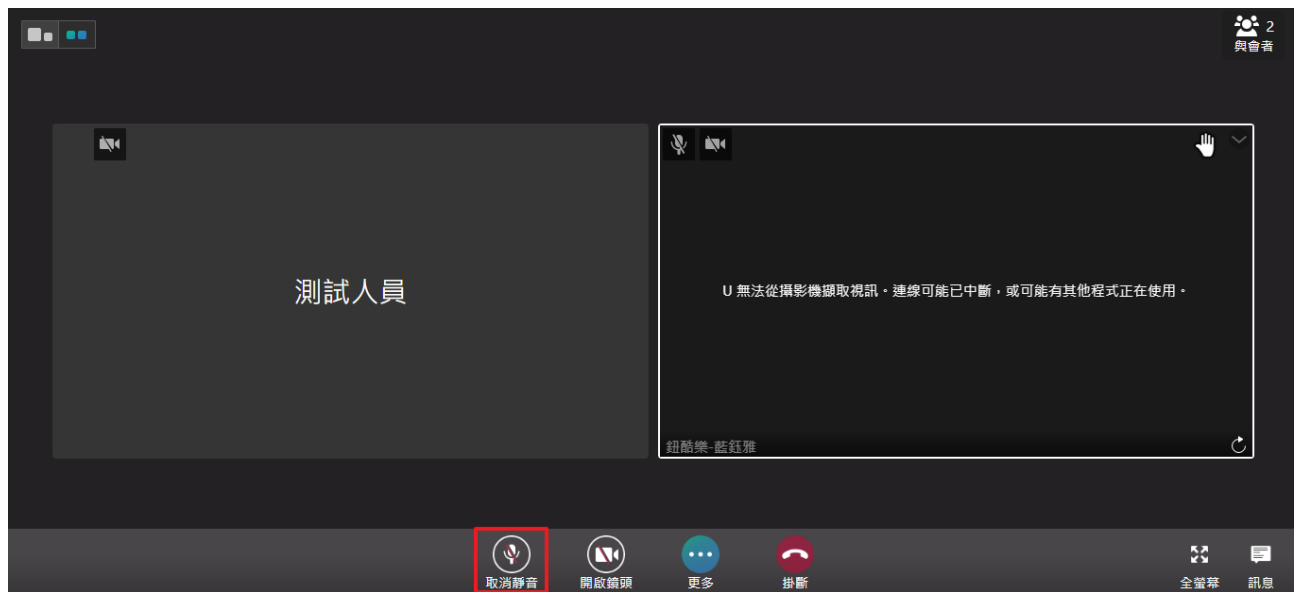 2
與會者
測試人員
U 無法從攝影機擷取視訊。連線可能已中斷，或可能有其他程式正在使用。
鈕酷樂-藍鈺雅
取消靜音
開啟鏡頭
更多
掛斷
全螢幕
訊息